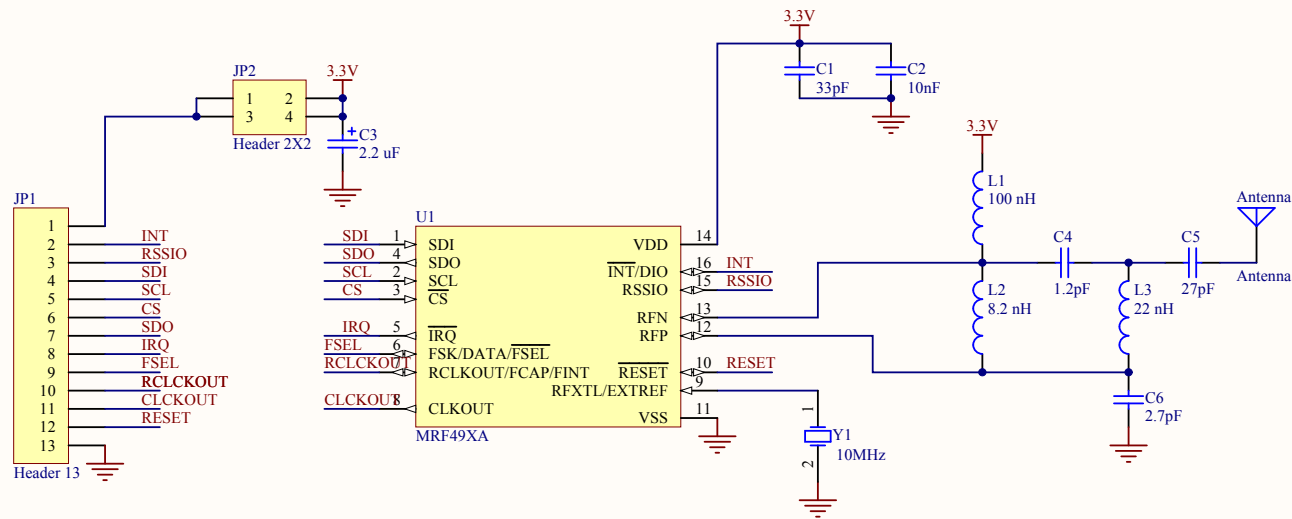 3.3V
C1
33pF
C2
10nF
JP2
1 2
3 4
Header 2X2
3.3V
C3
2.2 uF
JP1
1
2 INT
3 RSSIO
4 SDI
5 SCL
6 CS
7 SDO
8 IRQ
9 FSEL
10 RCLCKOUT
11 CLCKOUT
12 RESET
13
Header 13
U1
SDI 1 SDI
SDO 4 SDO
SCL 2 SCL
CS 3 CS
IRQ 5 IRQ
FSEL 6 FSK/DATA/FSEL
RCLCKOUT 7 RCLKOUT/FCAP/FINT
CLCKOUT 8 CLKOUT
VDD 14
INT/DIO 16 INT
RSSIO 15 RSSIO
RFN 13
RFP 12
RESET 10 RESET
RFXTL/EXTREF 9
VSS 11
MRF49XA
1
Y1
10MHz
2
3.3V
L1
100 nH
L2
8.2 nH
C4
1.2pF
L3
22 nH
C5
27pF
Antenna
Antenna
C6
2.7pF